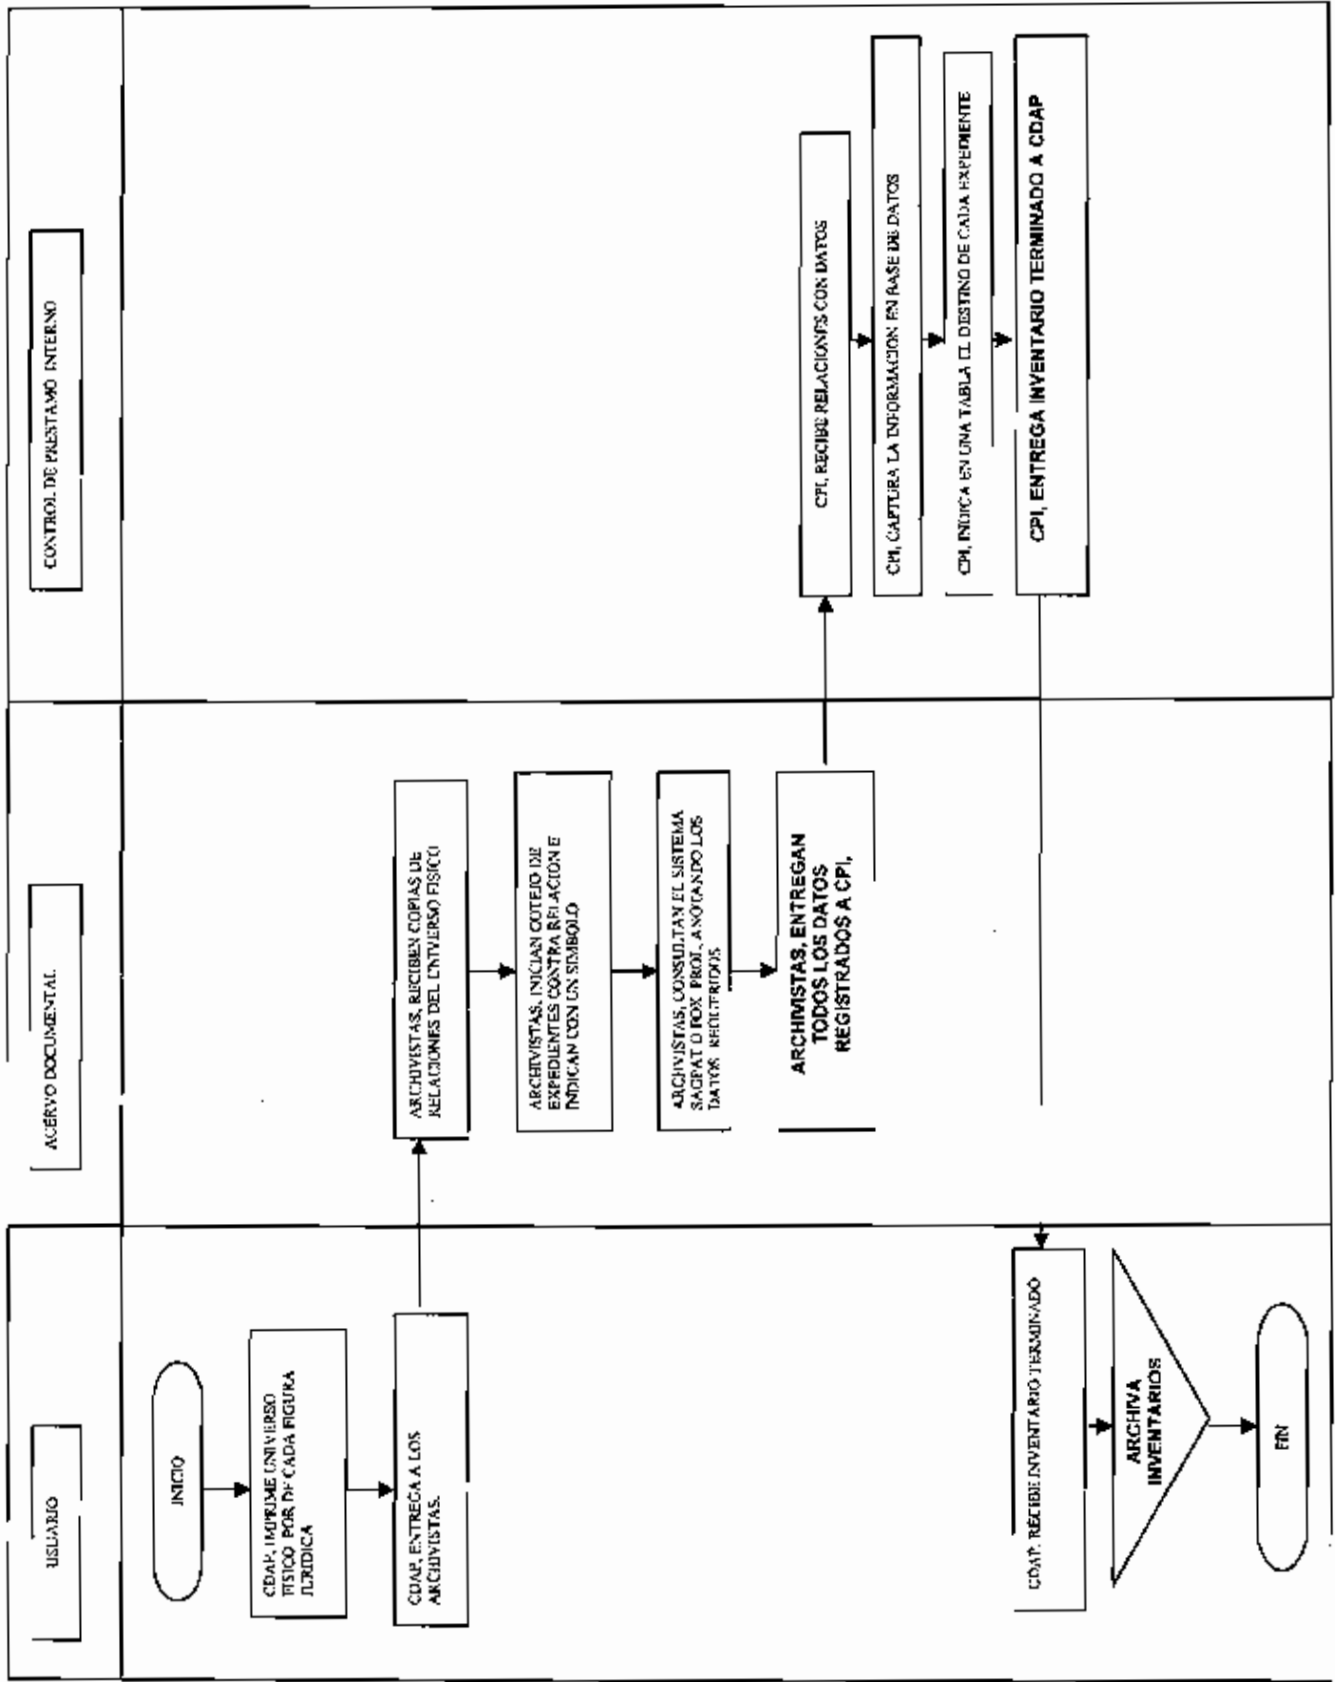 USUARIO
ACERVO DOCUMENTAL
CONTROL DE PRESTAMO INTERNO
INICIO
CDAP, IMPRIME UNIVERSO
FISICO POR DE CADA FIGURA
JURIDICA
CDAP, ENTREGA A LOS
ARCHIVISTAS.
ARCHIVISTAS, RECIBEN COPIAS DE
RELACIONES DEL UNIVERSO FISICO
ARCHIVISTAS, INICIAN COTEJO DE
EXPEDIENTES CONTRA RELACIÓN E
INDICAN CON UN SIMBOLO
ARCHIVISTAS, CONSULTAN EL SISTEMA
SAGPAT O FOX PROL, ANOTANDO LOS
DATOS REQUERIDOS
ARCHIVISTAS, ENTREGAN
TODOS LOS DATOS
REGISTRADOS A CPI,
CPI, RECIBE RELACIONES CON DATOS
CPI, CAPTURA LA INFORMACION EN BASE DE DATOS
CPI, INDICA EN UNA TABLA EL DESTINO DE CADA EXPEDIENTE
CPI, ENTREGA INVENTARIO TERMINADO A CDAP
CDAP, RECIBE INVENTARIO TERMINADO
ARCHIVA
INVENTARIOS
FIN